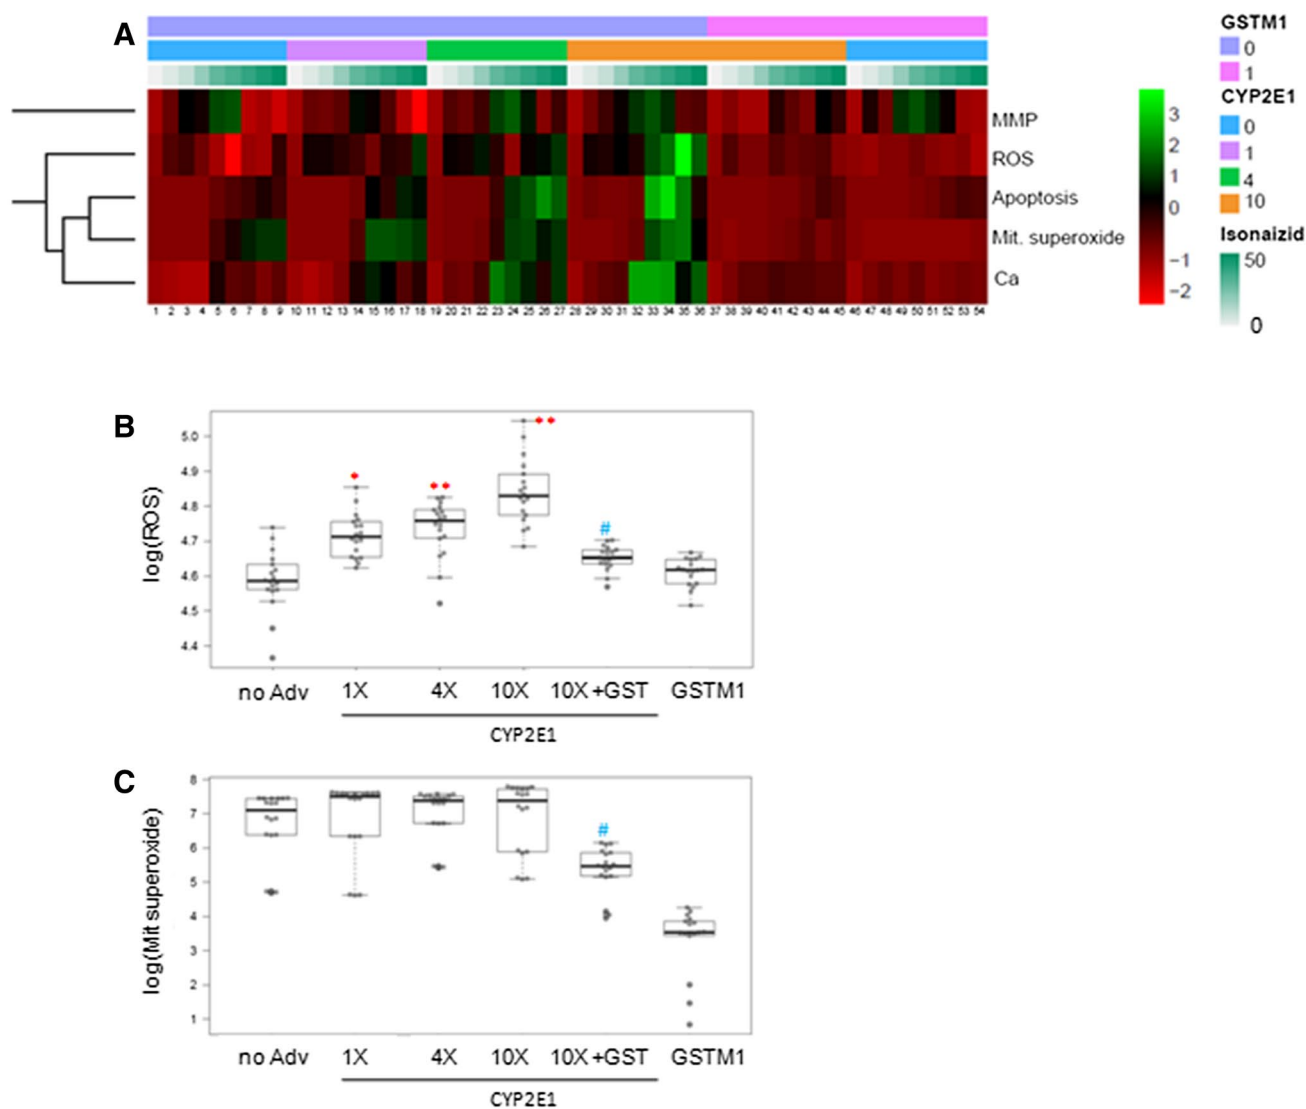 A
GSTM1
0
1
CYP2E1
0
1
4
10
Isonaizid
50
0
3
2
1
0
−1
−2
MMP
ROS
Apoptosis
Mit. superoxide
Ca
1 2 3 4 5 6 7 8 9 10 11 12 13 14 15 16 17 18 19 20 21 22 23 24 25 26 27 28 29 30 31 32 33 34 35 36 37 38 39 40 41 42 43 44 45 46 47 48 49 50 51 52 53 54
B
log(ROS)
5.0
4.9
4.8
4.7
4.6
4.5
4.4
* ** ** #
no Adv 1X 4X 10X 10X +GST GSTM1
CYP2E1
C
log(Mit superoxide)
8
7
6
5
4
3
2
1
#
no Adv 1X 4X 10X 10X +GST GSTM1
CYP2E1